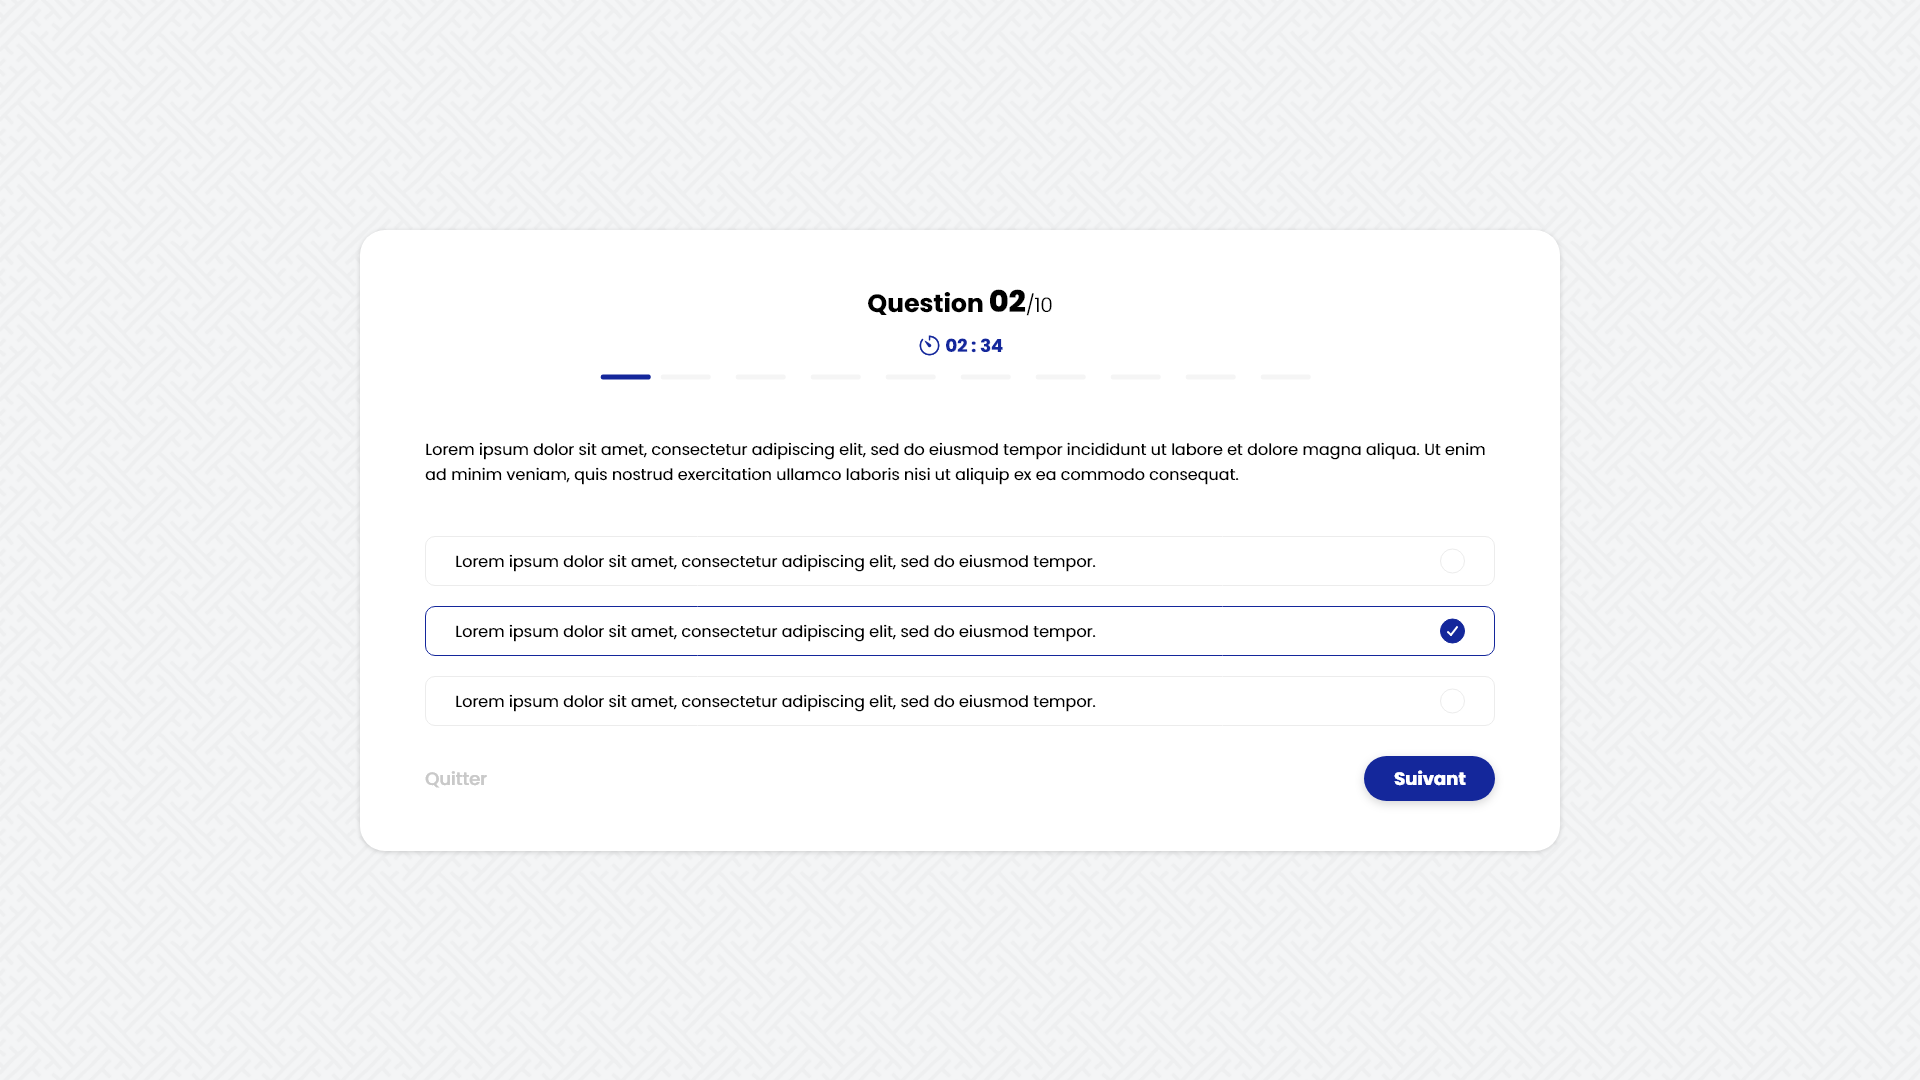 Question 02/10
02 : 34
Lorem ipsum dolor sit amet, consectetur adipiscing elit, sed do eiusmod tempor incididunt ut labore et dolore magna aliqua. Ut enim
ad minim veniam, quis nostrud exercitation ullamco laboris nisi ut aliquip ex ea commodo consequat.
Lorem ipsum dolor sit amet, consectetur adipiscing elit, sed do eiusmod tempor.
Lorem ipsum dolor sit amet, consectetur adipiscing elit, sed do eiusmod tempor.
Lorem ipsum dolor sit amet, consectetur adipiscing elit, sed do eiusmod tempor.
Quitter
Suivant